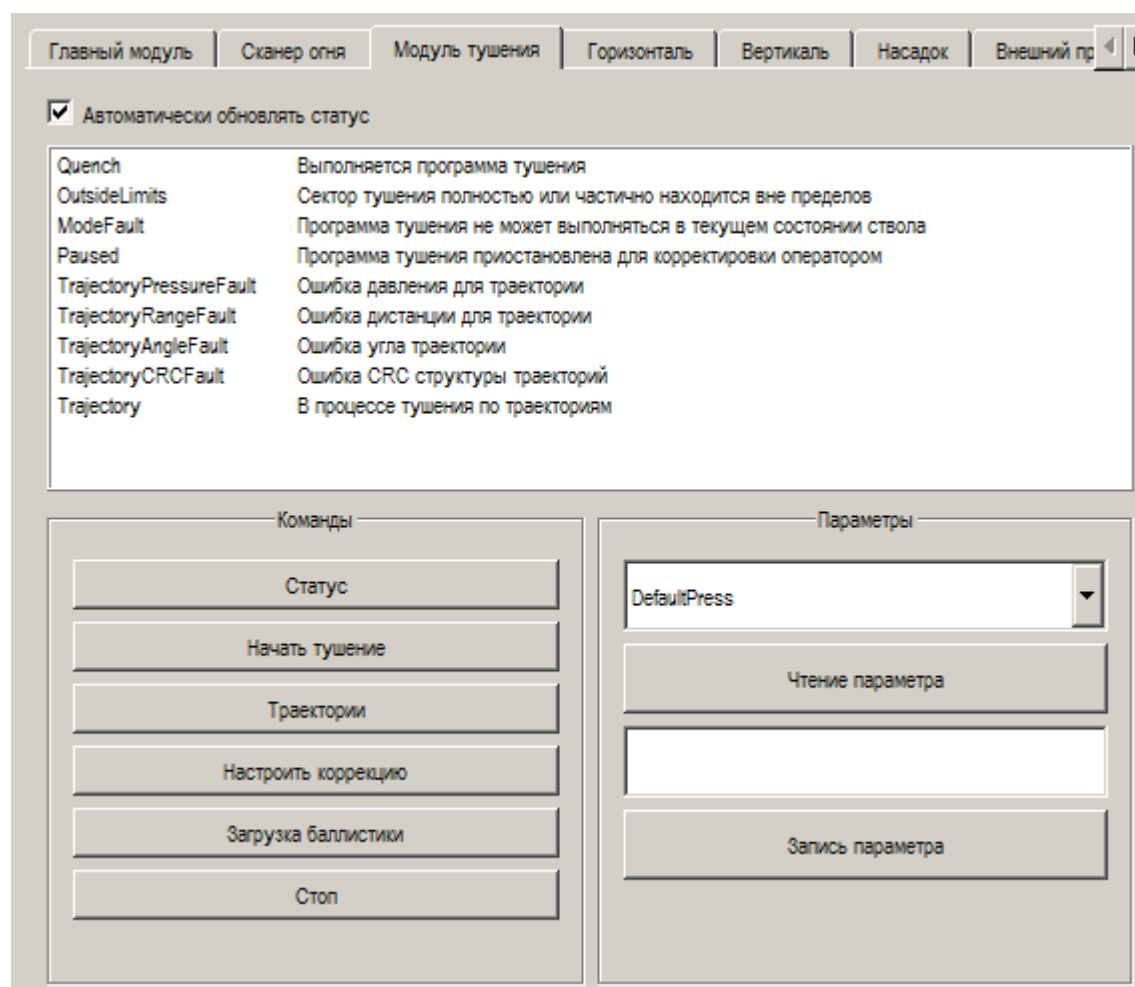 Главный модуль Сканер огня Модуль тушения Горизонталь Вертикаль Насадок Внешний пр
Автоматически обновлять статус
Quench Выполняется программа тушения
OutsideLimits Сектор тушения полностью или частично находится вне пределов
ModeFault Программа тушения не может выполняться в текущем состоянии ствола
Paused Программа тушения приостановлена для корректировки оператором
TrajectoryPressureFault Ошибка давления для траектории
TrajectoryRangeFault Ошибка дистанции для траектории
TrajectoryAngleFault Ошибка угла траектории
TrajectoryCRCFault Ошибка CRC структуры траекторий
Trajectory В процессе тушения по траекториям
Команды
Статус
Начать тушение
Траектории
Настроить коррекцию
Загрузка баллистики
Стоп
Параметры
DefaultPress
Чтение параметра
Запись параметра